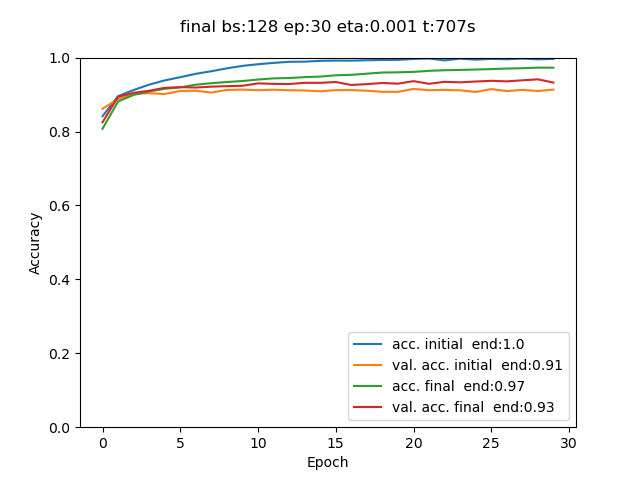 final bs:128 ep:30 eta:0.001 t:707s
1.0
0.8
0.6
0.4
0.2
0.0
Accuracy
acc. initial  end:1.0
val. acc. initial  end:0.91
acc. final  end:0.97
val. acc. final  end:0.93
0 5 10 15 20 25 30
Epoch